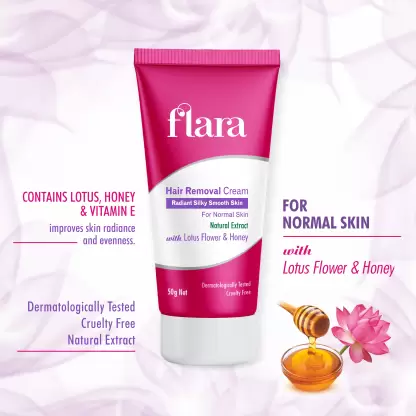 flara
Hair Removal Cream
Radiant Silky Smooth Skin
For Normal Skin
Natural Extract
with Lotus Flower & Honey
50g Net
Dermatologically Tested
Cruelty Free
CONTAINS LOTUS, HONEY
& VITAMIN E
improves skin radiance
and evenness.
Dermatologically Tested
Cruelty Free
Natural Extract
FOR
NORMAL SKIN
with
Lotus Flower & Honey